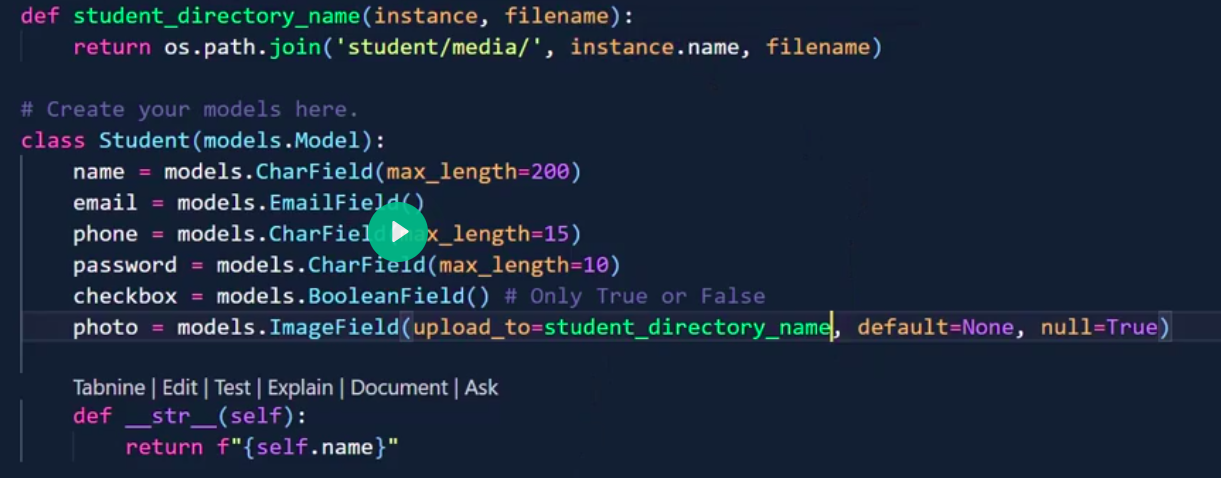 def student_directory_name(instance, filename):
    return os.path.join('student/media/', instance.name, filename)
# Create your models here.
class Student(models.Model):
    name = models.CharField(max_length=200)
    email = models.EmailField()
    phone = models.CharField(max_length=15)
    password = models.CharField(max_length=10)
    checkbox = models.BooleanField() # Only True or False
    photo = models.ImageField(upload_to=student_directory_name, default=None, null=True)
    Tabnine | Edit | Test | Explain | Document | Ask
    def __str__(self):
        return f"{self.name}"